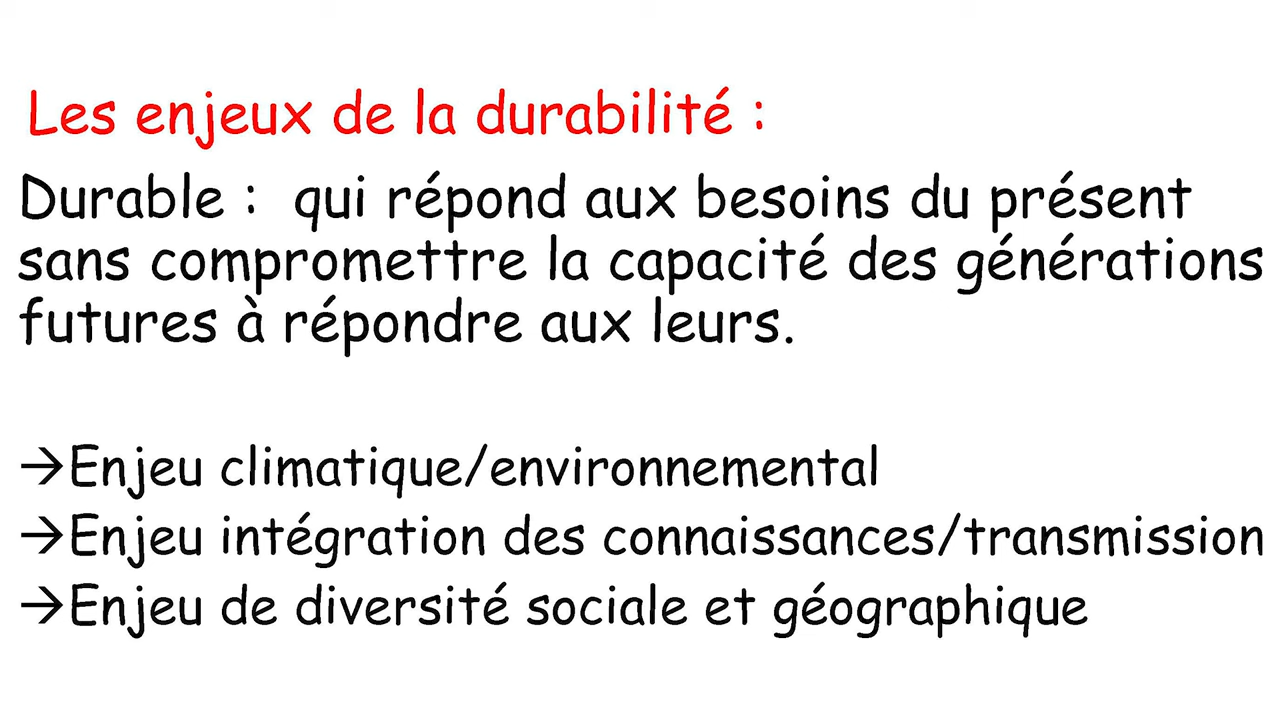 Les enjeux de la durabilité :
Durable : qui répond aux besoins du présent
sans compromettre la capacité des générations
futures à répondre aux leurs.
→Enjeu climatique/environnemental
→Enjeu intégration des connaissances/transmission
→Enjeu de diversité sociale et géographique